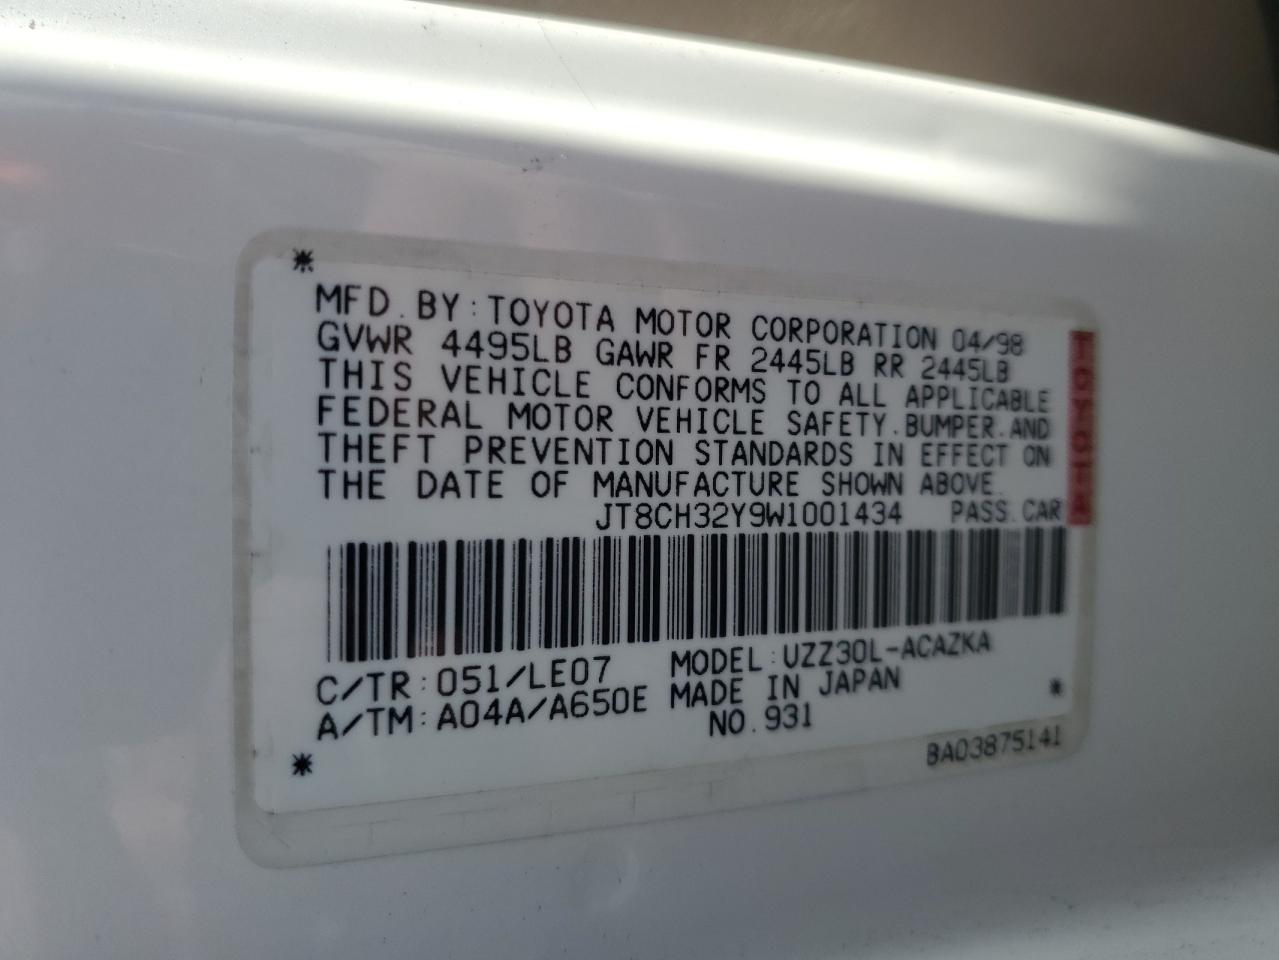 MFD. BY: TOYOTA MOTOR CORPORATION 04/98
GVWR 4495LB GAWR FR 2445LB RR 2445LB
THIS VEHICLE CONFORMS TO ALL APPLICABLE
FEDERAL MOTOR VEHICLE SAFETY, BUMPER, AND
THEFT PREVENTION STANDARDS IN EFFECT ON
THE DATE OF MANUFACTURE SHOWN ABOVE.
JT8CH32Y9W1001434 PASS. CAR
TOYOTA
C/TR: 051/LE07 MODEL: UZZ30L-ACAZKA
A/TM: A04A/A650E MADE IN JAPAN
NO. 931
BA03875141